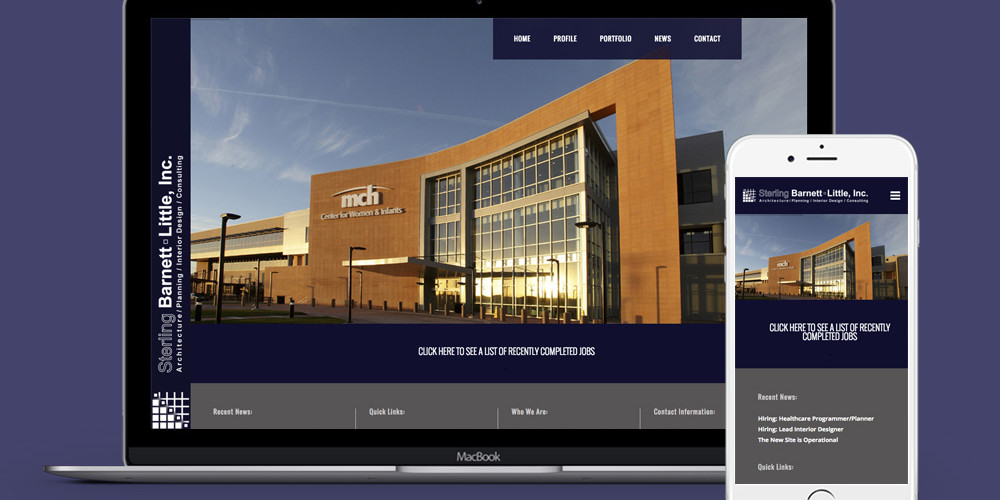 HOME PROFILE PORTFOLIO NEWS CONTACT
Sterling Barnett Little, Inc.
Architecture / Planning / Interior Design / Consulting
mch
Center for Women & Infants
CLICK HERE TO SEE A LIST OF RECENTLY COMPLETED JOBS
Recent News: Quick Links: Who We Are: Contact Information:
MacBook
Sterling Barnett Little, Inc.
Architecture / Planning / Interior Design / Consulting
mch
CLICK HERE TO SEE A LIST OF RECENTLY
COMPLETED JOBS
Recent News:
Hiring: Healthcare Programmer/Planner
Hiring: Lead Interior Designer
The New Site is Operational
Quick Links: